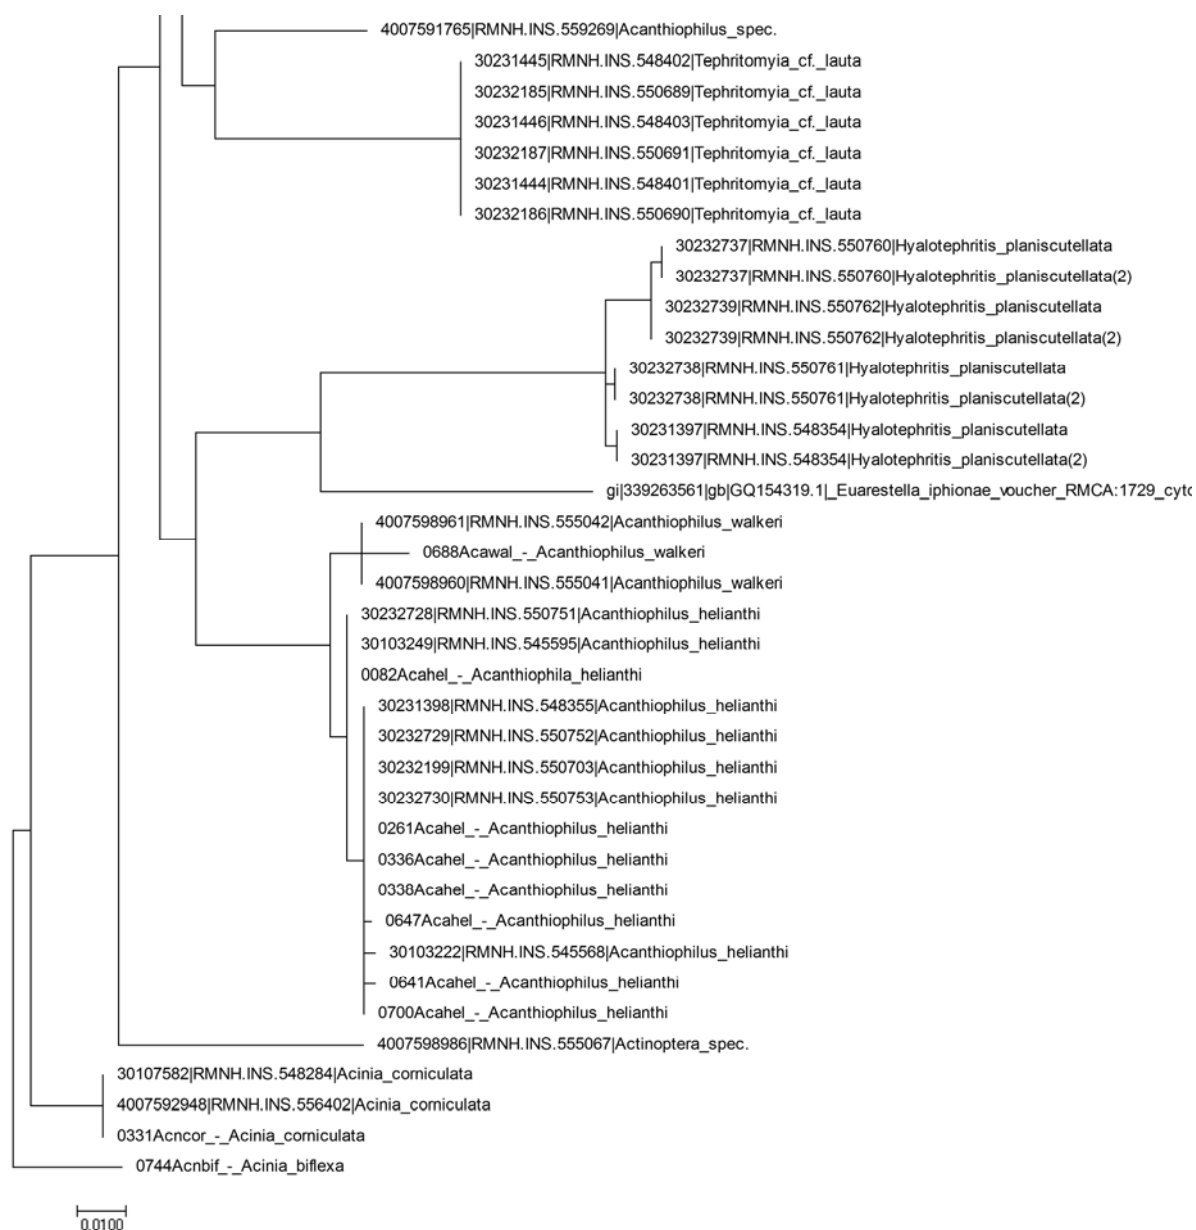 4007591765|RMNH.INS.559269|Acanthiophilus_spec.
30231445|RMNH.INS.548402|Tephritomyia_cf._lauta
30232185|RMNH.INS.550689|Tephritomyia_cf._lauta
30231446|RMNH.INS.548403|Tephritomyia_cf._lauta
30232187|RMNH.INS.550691|Tephritomyia_cf._lauta
30231444|RMNH.INS.548401|Tephritomyia_cf._lauta
30232186|RMNH.INS.550690|Tephritomyia_cf._lauta
30232737|RMNH.INS.550760|Hyalotephritis_planiscutellata
30232737|RMNH.INS.550760|Hyalotephritis_planiscutellata(2)
30232739|RMNH.INS.550762|Hyalotephritis_planiscutellata
30232739|RMNH.INS.550762|Hyalotephritis_planiscutellata(2)
30232738|RMNH.INS.550761|Hyalotephritis_planiscutellata
30232738|RMNH.INS.550761|Hyalotephritis_planiscutellata(2)
30231397|RMNH.INS.548354|Hyalotephritis_planiscutellata
30231397|RMNH.INS.548354|Hyalotephritis_planiscutellata(2)
gi|339263561|gb|GQ154319.1|_Euarestella_iphionae_voucher_RMCA:1729_cyto
4007598961|RMNH.INS.555042|Acanthiophilus_walkeri
0688Acawal_-_Acanthiophilus_walkeri
4007598960|RMNH.INS.555041|Acanthiophilus_walkeri
30232728|RMNH.INS.550751|Acanthiophilus_helianthi
30103249|RMNH.INS.545595|Acanthiophilus_helianthi
0082Acahel_-_Acanthiophila_helianthi
30231398|RMNH.INS.548355|Acanthiophilus_helianthi
30232729|RMNH.INS.550752|Acanthiophilus_helianthi
30232199|RMNH.INS.550703|Acanthiophilus_helianthi
30232730|RMNH.INS.550753|Acanthiophilus_helianthi
0261Acahel_-_Acanthiophilus_helianthi
0336Acahel_-_Acanthiophilus_helianthi
0338Acahel_-_Acanthiophilus_helianthi
0647Acahel_-_Acanthiophilus_helianthi
30103222|RMNH.INS.545568|Acanthiophilus_helianthi
0641Acahel_-_Acanthiophilus_helianthi
0700Acahel_-_Acanthiophilus_helianthi
4007598986|RMNH.INS.555067|Actinoptera_spec.
30107582|RMNH.INS.548284|Acinia_corniculata
4007592948|RMNH.INS.556402|Acinia_corniculata
0331Acncor_-_Acinia_corniculata
0744Acnbif_-_Acinia_biflexa
0.0100